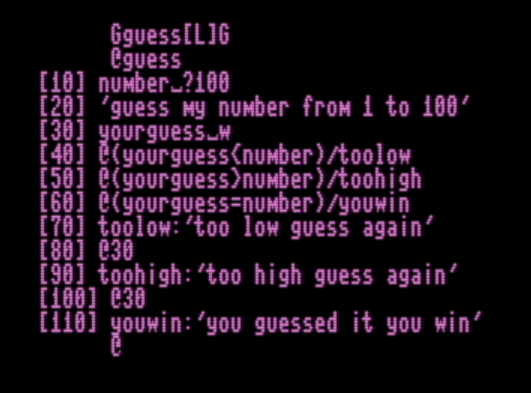 Gguess[L]G
@guess
[10] number_?100
[20] 'guess my number from 1 to 100'
[30] yourguess_w
[40] @(yourguess<number)/toolow
[50] @(yourguess>number)/toohigh
[60] @(yourguess=number)/youwin
[70] toolow:'too low guess again'
[80] @30
[90] toohigh:'too high guess again'
[100] @30
[110] youwin:'you guessed it you win'
@